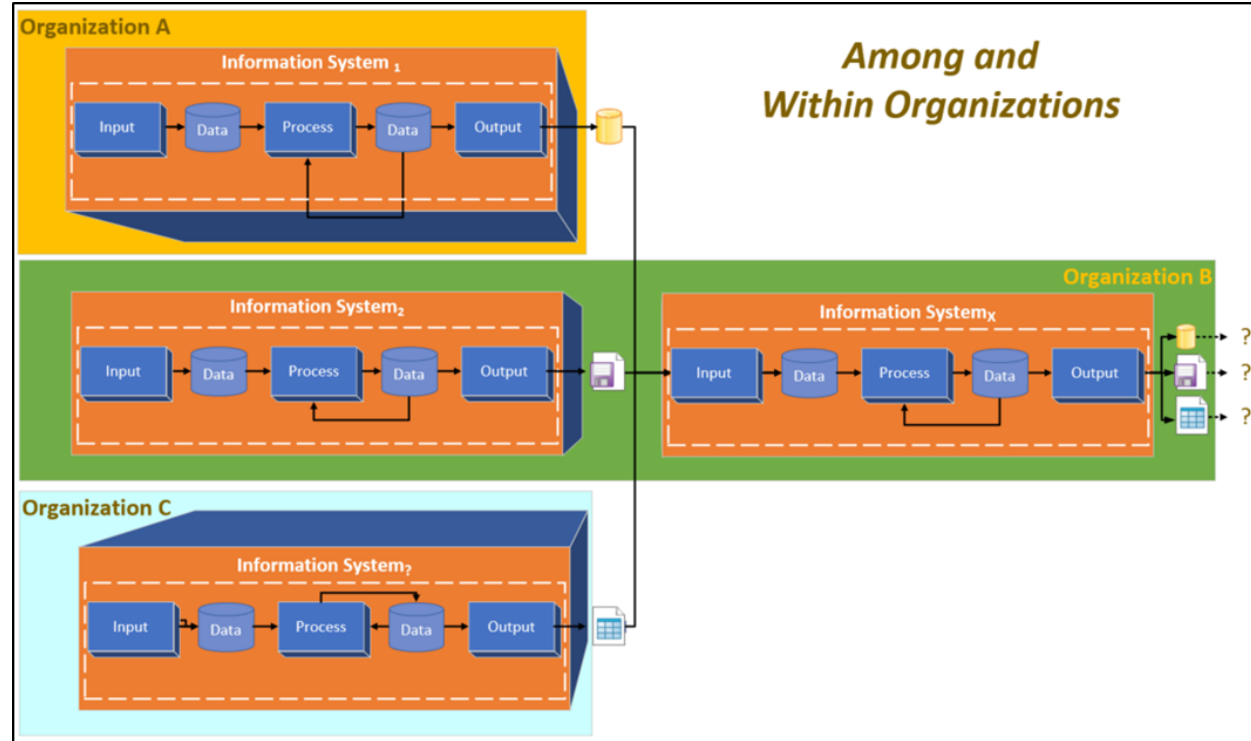 Organization A
Among and
Within Organizations
Information System 1
Input
Data
Process
Data
Output
Organization B
Information System2
Input
Data
Process
Data
Output
Information SystemX
Input
Data
Process
Data
Output
?
?
?
Organization C
Information System?
Input
Data
Process
Data
Output